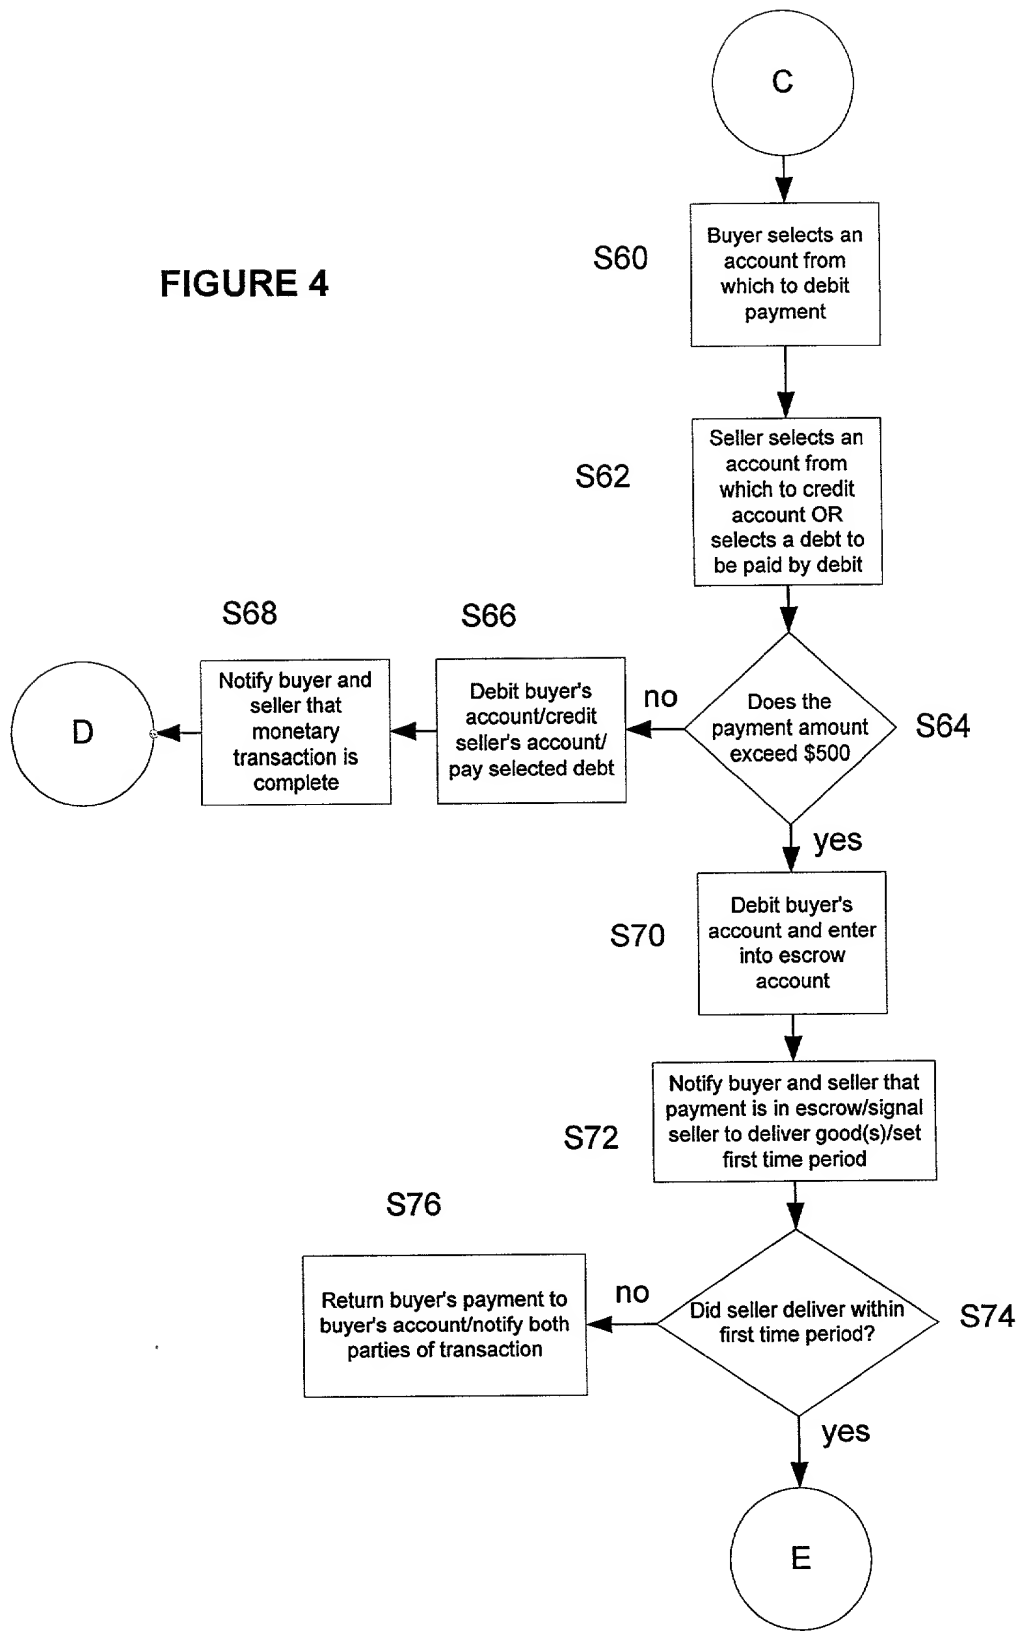 C
Buyer selects an
account from
which to debit
payment
S60
FIGURE 4
Seller selects an
account from
which to credit
account OR
selects a debt to
be paid by debit
S62
S68
S66
D
Notify buyer and
seller that
monetary
transaction is
complete
Debit buyer's
account/credit
seller's account/
pay selected debt
no
Does the
payment amount
exceed $500
S64
yes
Debit buyer's
account and enter
into escrow
account
S70
Notify buyer and seller that
payment is in escrow/signal
seller to deliver good(s)/set
first time period
S72
S76
Return buyer's payment to
buyer's account/notify both
parties of transaction
no
Did seller deliver within
first time period?
S74
yes
E